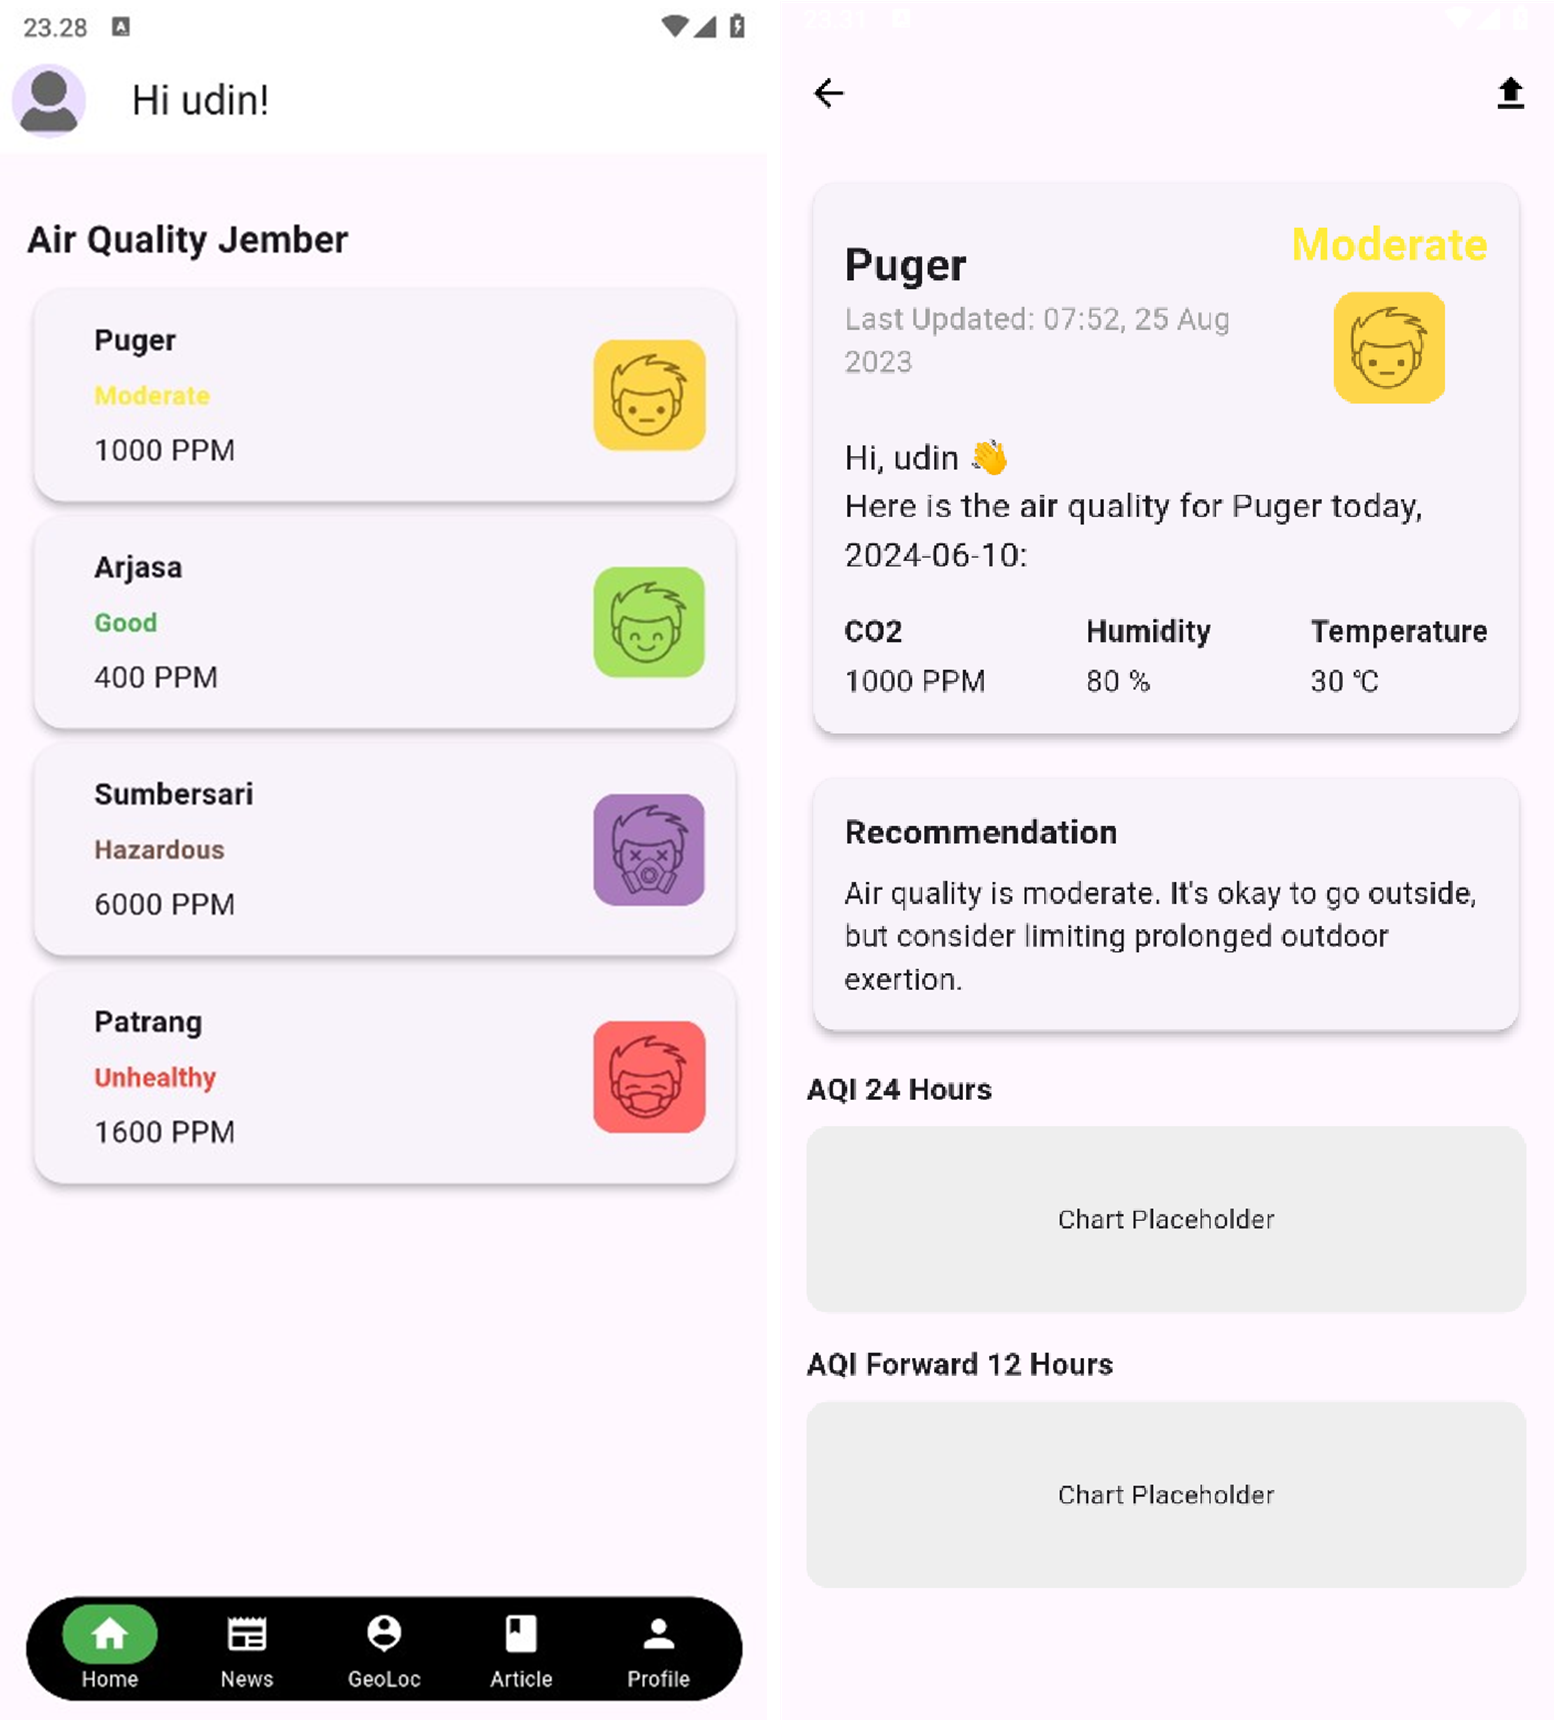 23.28
Hi udin!
Air Quality Jember
Puger
Moderate
1000 PPM
Arjasa
Good
400 PPM
Sumbersari
Hazardous
6000 PPM
Patrang
Unhealthy
1600 PPM
Home
News
GeoLoc
Article
Profile
23.31
Puger
Moderate
Last Updated: 07:52, 25 Aug
2023
Hi, udin 👋
Here is the air quality for Puger today,
2024-06-10:
CO2 Humidity Temperature
1000 PPM 80 % 30 ℃
Recommendation
Air quality is moderate. It's okay to go outside,
but consider limiting prolonged outdoor
exertion.
AQI 24 Hours
Chart Placeholder
AQI Forward 12 Hours
Chart Placeholder